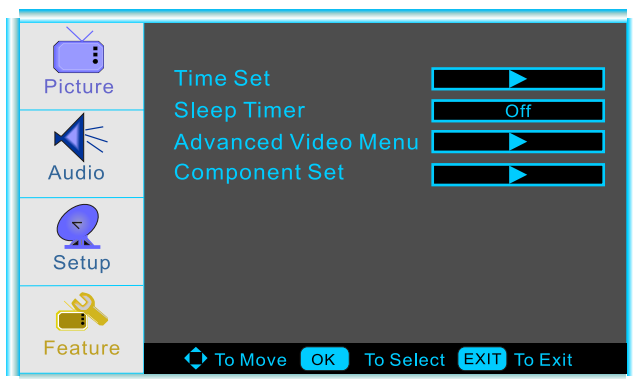 Picture
Audio
Setup
Feature
Time Set
Sleep Timer Off
Advanced Video Menu
Component Set
To Move OK To Select EXIT To Exit